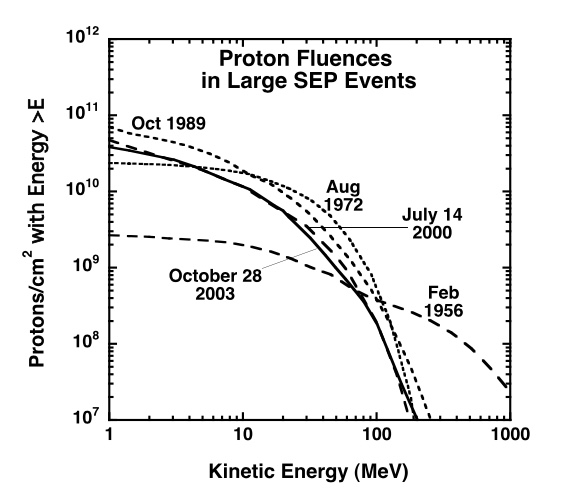 Proton Fluences
in Large SEP Events
Protons/cm² with Energy >E
10¹²
10¹¹
10¹⁰
10⁹
10⁸
10⁷
Oct 1989
Aug
1972
July 14
2000
October 28
2003
Feb
1956
1
10
100
1000
Kinetic Energy (MeV)